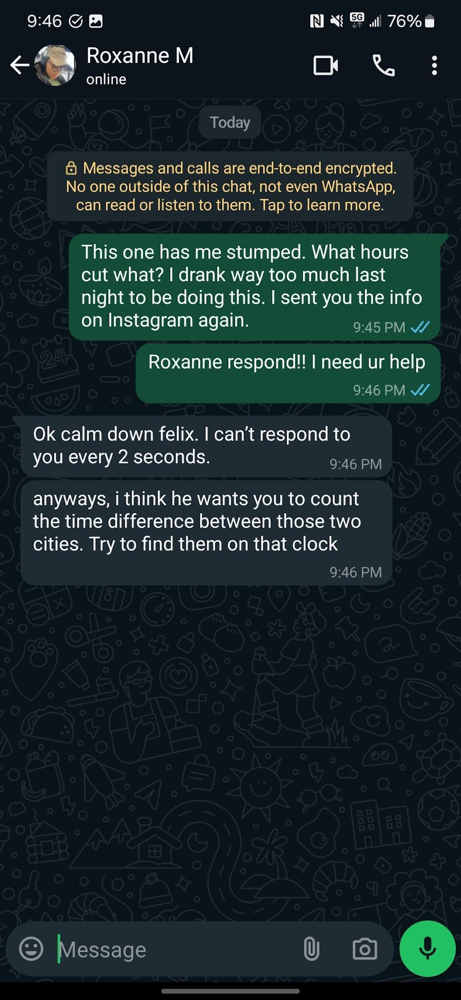 9:46
5G
76%
Roxanne M
online
Today
Messages and calls are end-to-end encrypted.
No one outside of this chat, not even WhatsApp,
can read or listen to them. Tap to learn more.
This one has me stumped. What hours
cut what? I drank way too much last
night to be doing this. I sent you the info
on Instagram again.
9:45 PM
Roxanne respond!! I need ur help
9:46 PM
Ok calm down felix. I can’t respond to
you every 2 seconds.
9:46 PM
anyways, i think he wants you to count
the time difference between those two
cities. Try to find them on that clock
9:46 PM
Message